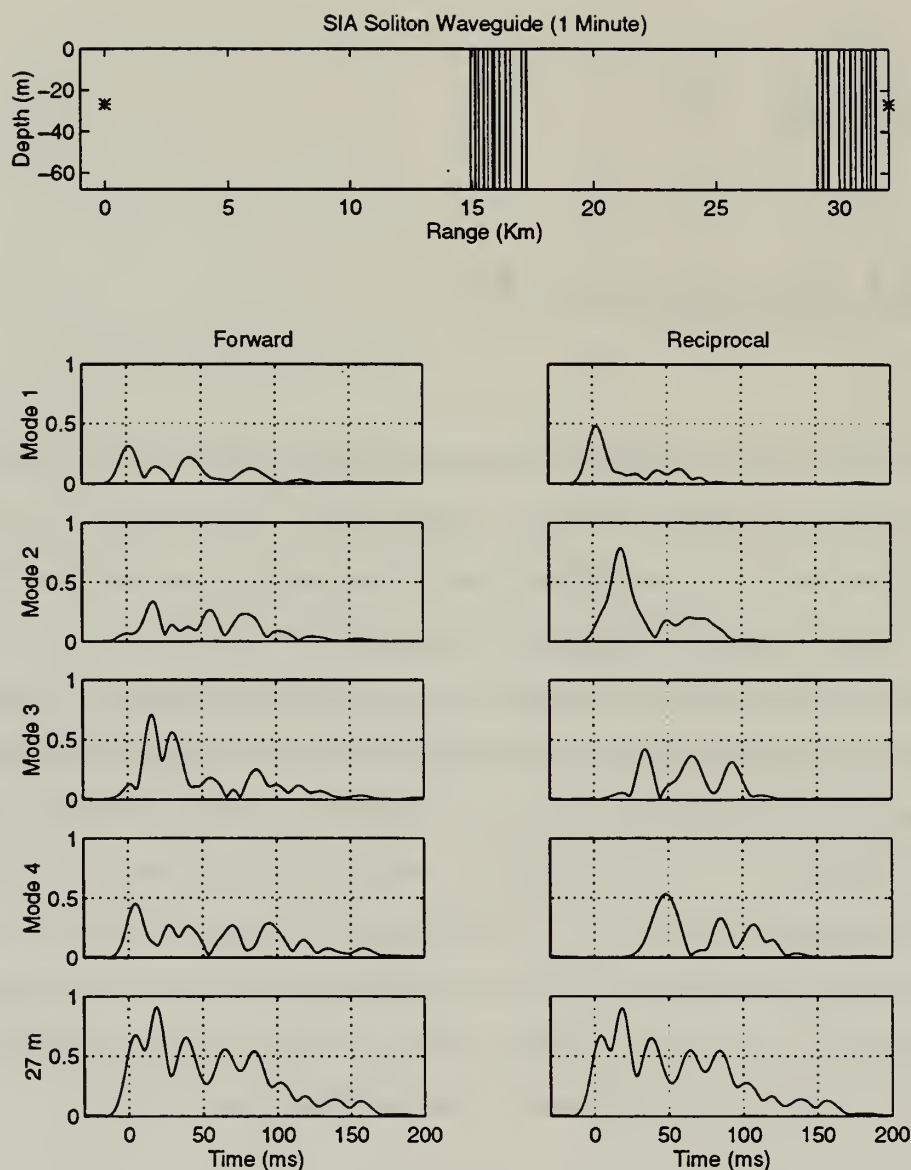 SIA Soliton Waveguide (1 Minute)
Depth (m)
0
−20
−40
−60
0 5 10 15 20 25 30
Range (Km)
Forward Reciprocal
Mode 1
1
0.5
0
Mode 2
1
0.5
0
Mode 3
1
0.5
0
Mode 4
1
0.5
0
27 m
1
0.5
0
0 50 100 150 200 0 50 100 150 200
Time (ms) Time (ms)